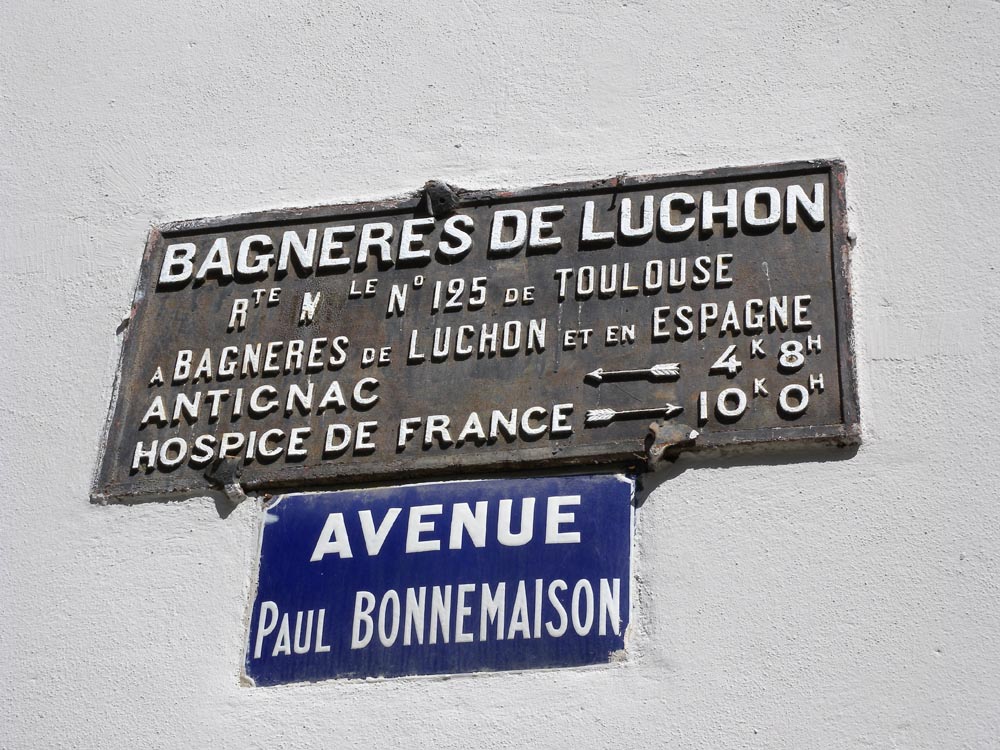 BAGNERES DE LUCHON
RTE N LE NO 125 DE TOULOUSE
A BAGNERES DE LUCHON ET EN ESPAGNE
ANTIGNAC 4K 8H
HOSPICE DE FRANCE 10K 0H
AVENUE
PAUL BONNEMAISON